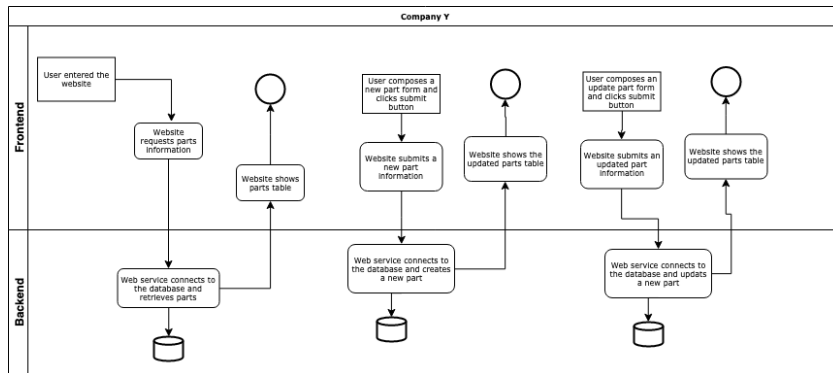 Company Y
Frontend
User entered the
website
Website
requests parts
information
Website shows
parts table
User composes a
new part form and
clicks submit
button
Website submits a
new part
information
Website shows the
updated parts table
User composes an
update part form
and clicks submit
button
Website submits an
updated part
information
Website shows the
updated parts table
Backend
Web service connects to
the database and
retrieves parts
Web service connects to
the database and creates
a new part
Web service connects to
the database and updats
a new part